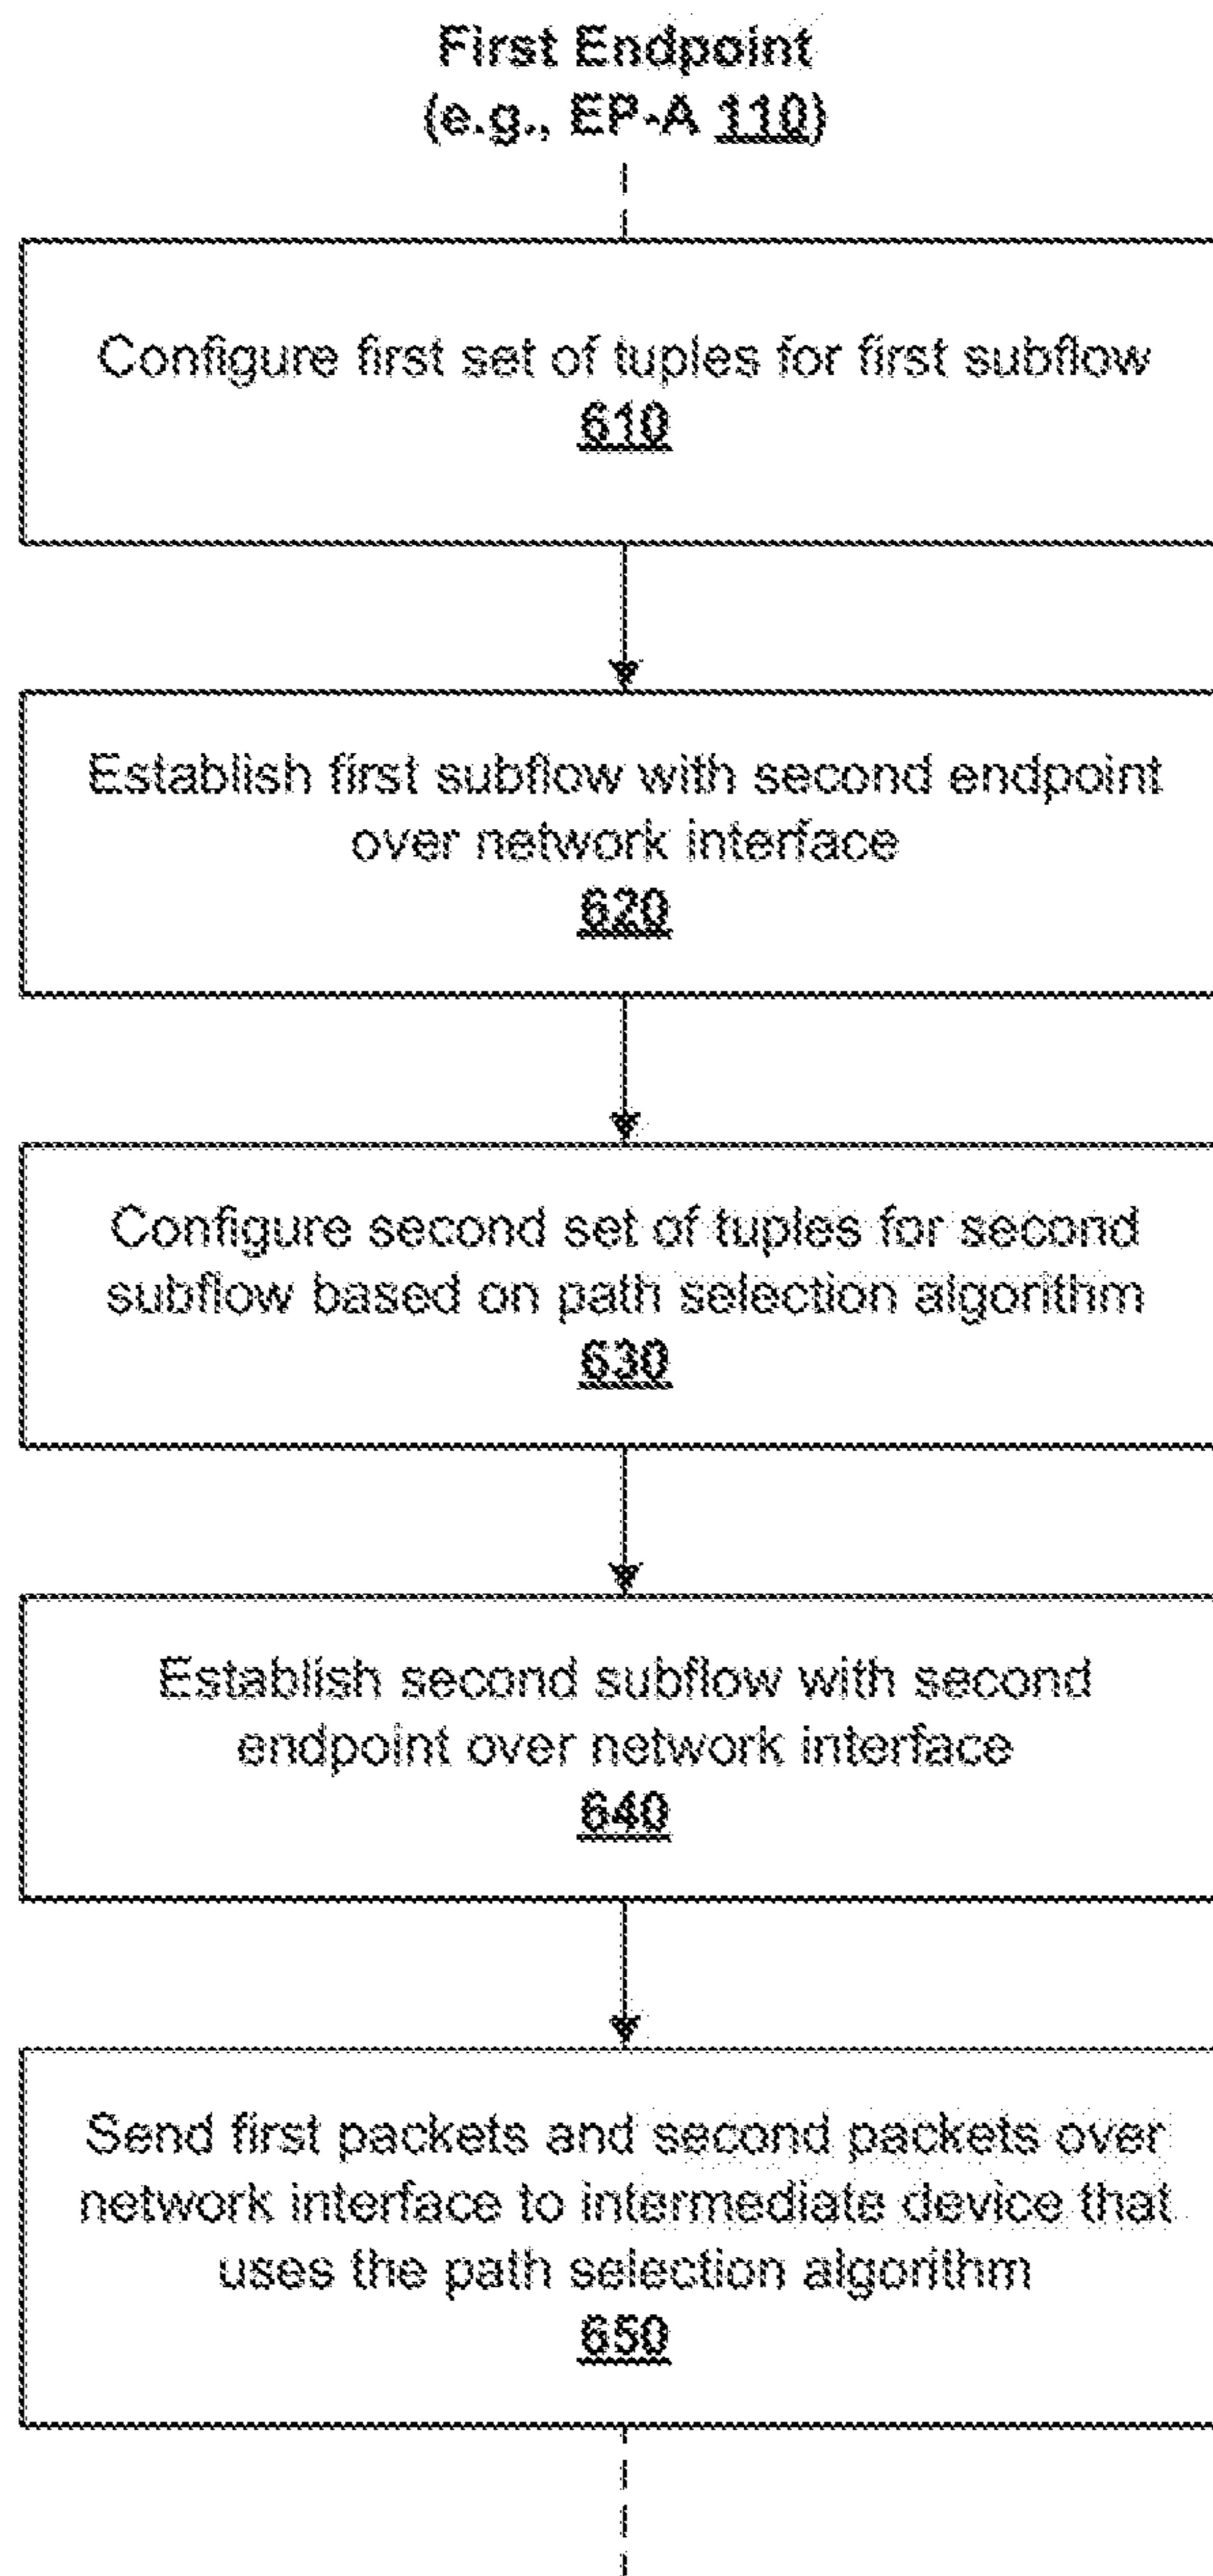 First Endpoint
(e.g., EP-A 110)
Configure first set of tuples for first subflow
610
Establish first subflow with second endpoint
over network interface
620
Configure second set of tuples for second
subflow based on path selection algorithm
630
Establish second subflow with second
endpoint over network interface
640
Send first packets and second packets over
network interface to intermediate device that
uses the path selection algorithm
650